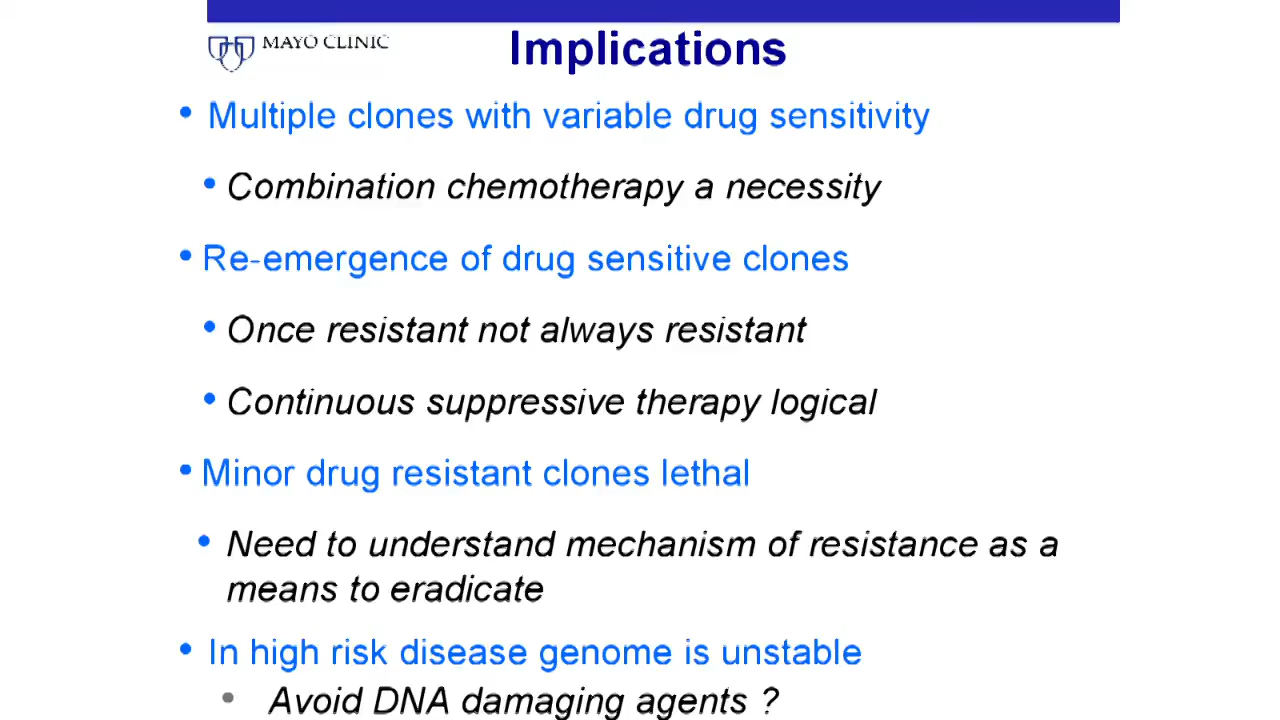 MAYO CLINIC
Implications
• Multiple clones with variable drug sensitivity
• Combination chemotherapy a necessity
• Re-emergence of drug sensitive clones
• Once resistant not always resistant
• Continuous suppressive therapy logical
• Minor drug resistant clones lethal
• Need to understand mechanism of resistance as a
means to eradicate
• In high risk disease genome is unstable
• Avoid DNA damaging agents ?